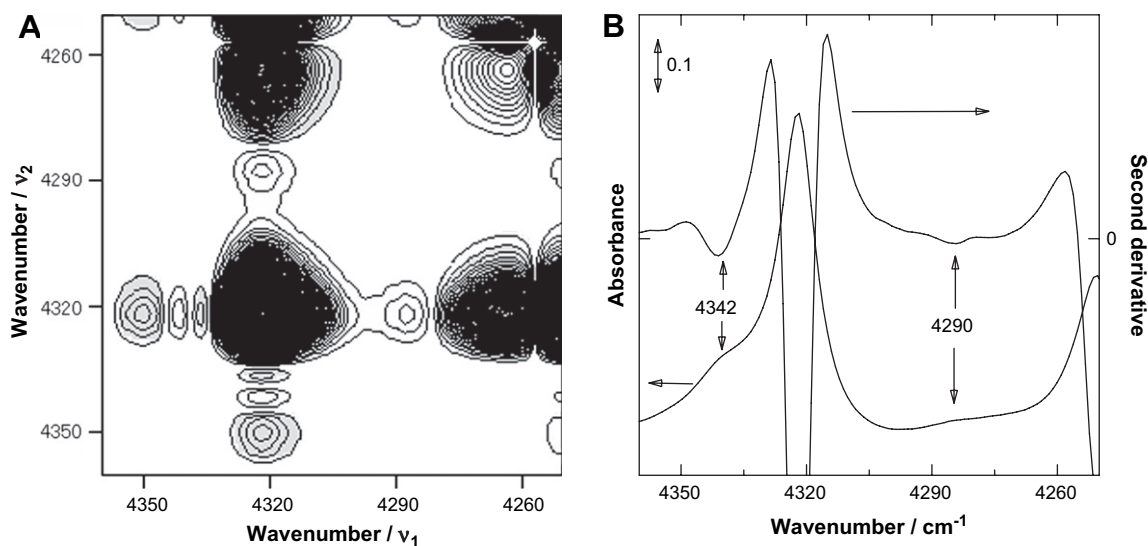 A
4260
4290
4320
4350
Wavenumber / ν2
4350
4320
4290
4260
Wavenumber / ν1
B
0.1
4342
4290
0
Absorbance
Second derivative
4350
4320
4290
4260
Wavenumber / cm-1